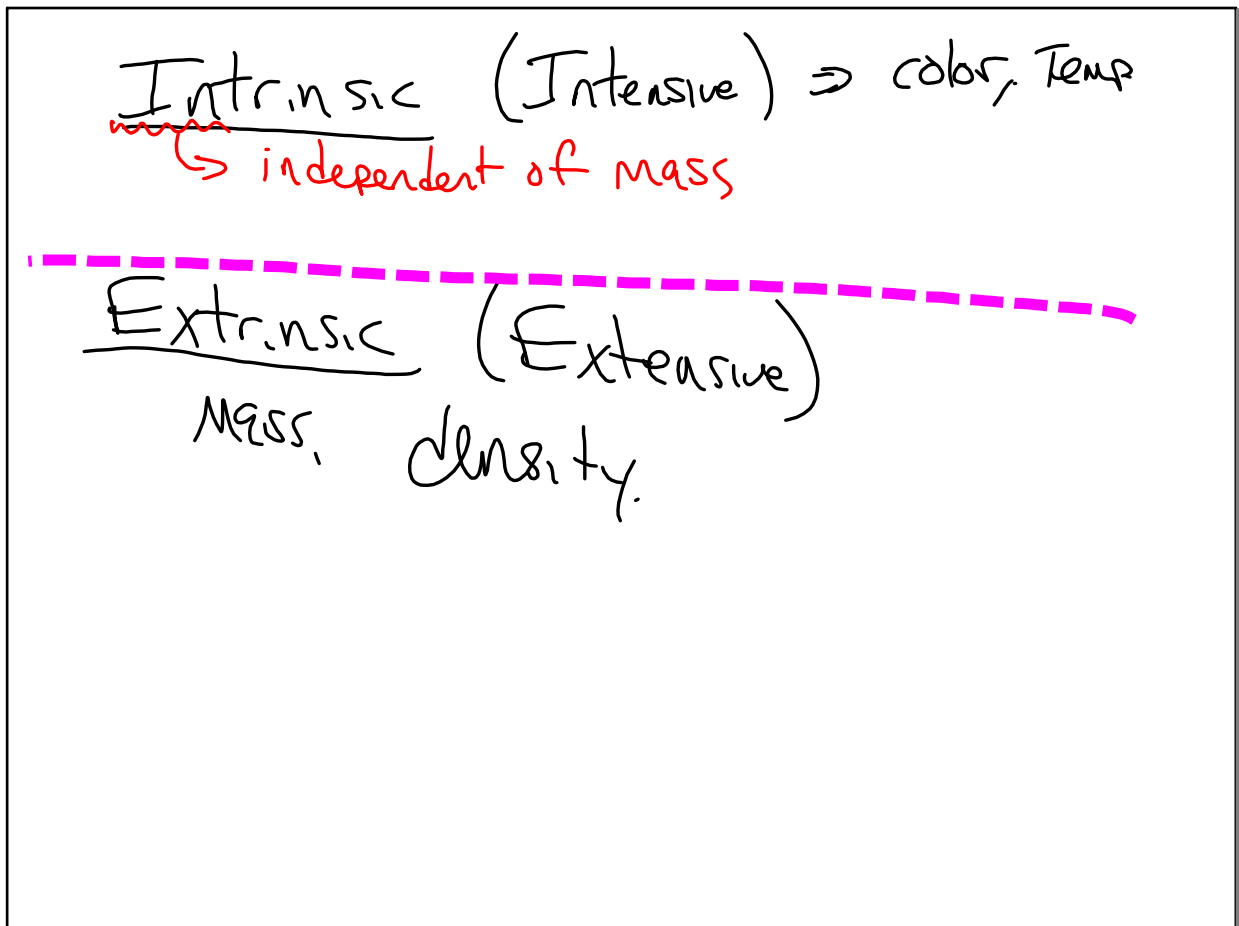 Intrinsic (Intensive) ⇒ color, Temp
↳ independent of mass
Extrinsic (Extensive)
Mass, density.